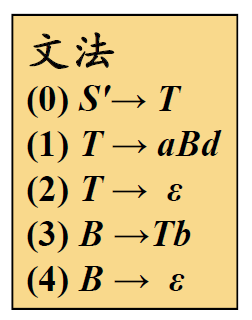 文法
(0) S'→ T
(1) T → aBd
(2) T → ε
(3) B →Tb
(4) B → ε